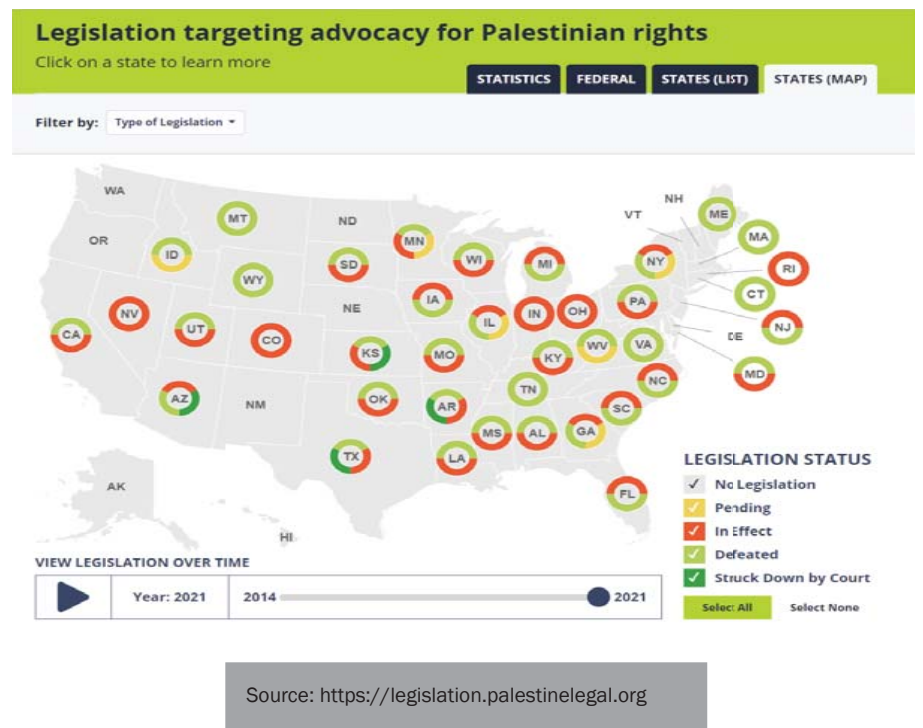 Legislation targeting advocacy for Palestinian rights
Click on a state to learn more
STATISTICS FEDERAL STATES (LIST) STATES (MAP)
Filter by: Type of Legislation
WA
OR
ID
MT
WY
ND
SD
NE
MN
WI
MI
IA
IL
IN
OH
NY
PA
VT
NH
ME
MA
RI
CT
NJ
DE
MD
CA
NV
UT
CO
KS
MO
KY
WV
VA
NC
SC
TN
AZ
NM
OK
AR
TX
LA
MS
AL
GA
FL
AK
HI
LEGISLATION STATUS
No Legislation
Pending
In Effect
Defeated
Struck Down by Court
Select All Select None
VIEW LEGISLATION OVER TIME
Year: 2021 2014 2021
Source: https://legislation.palestinelegal.org